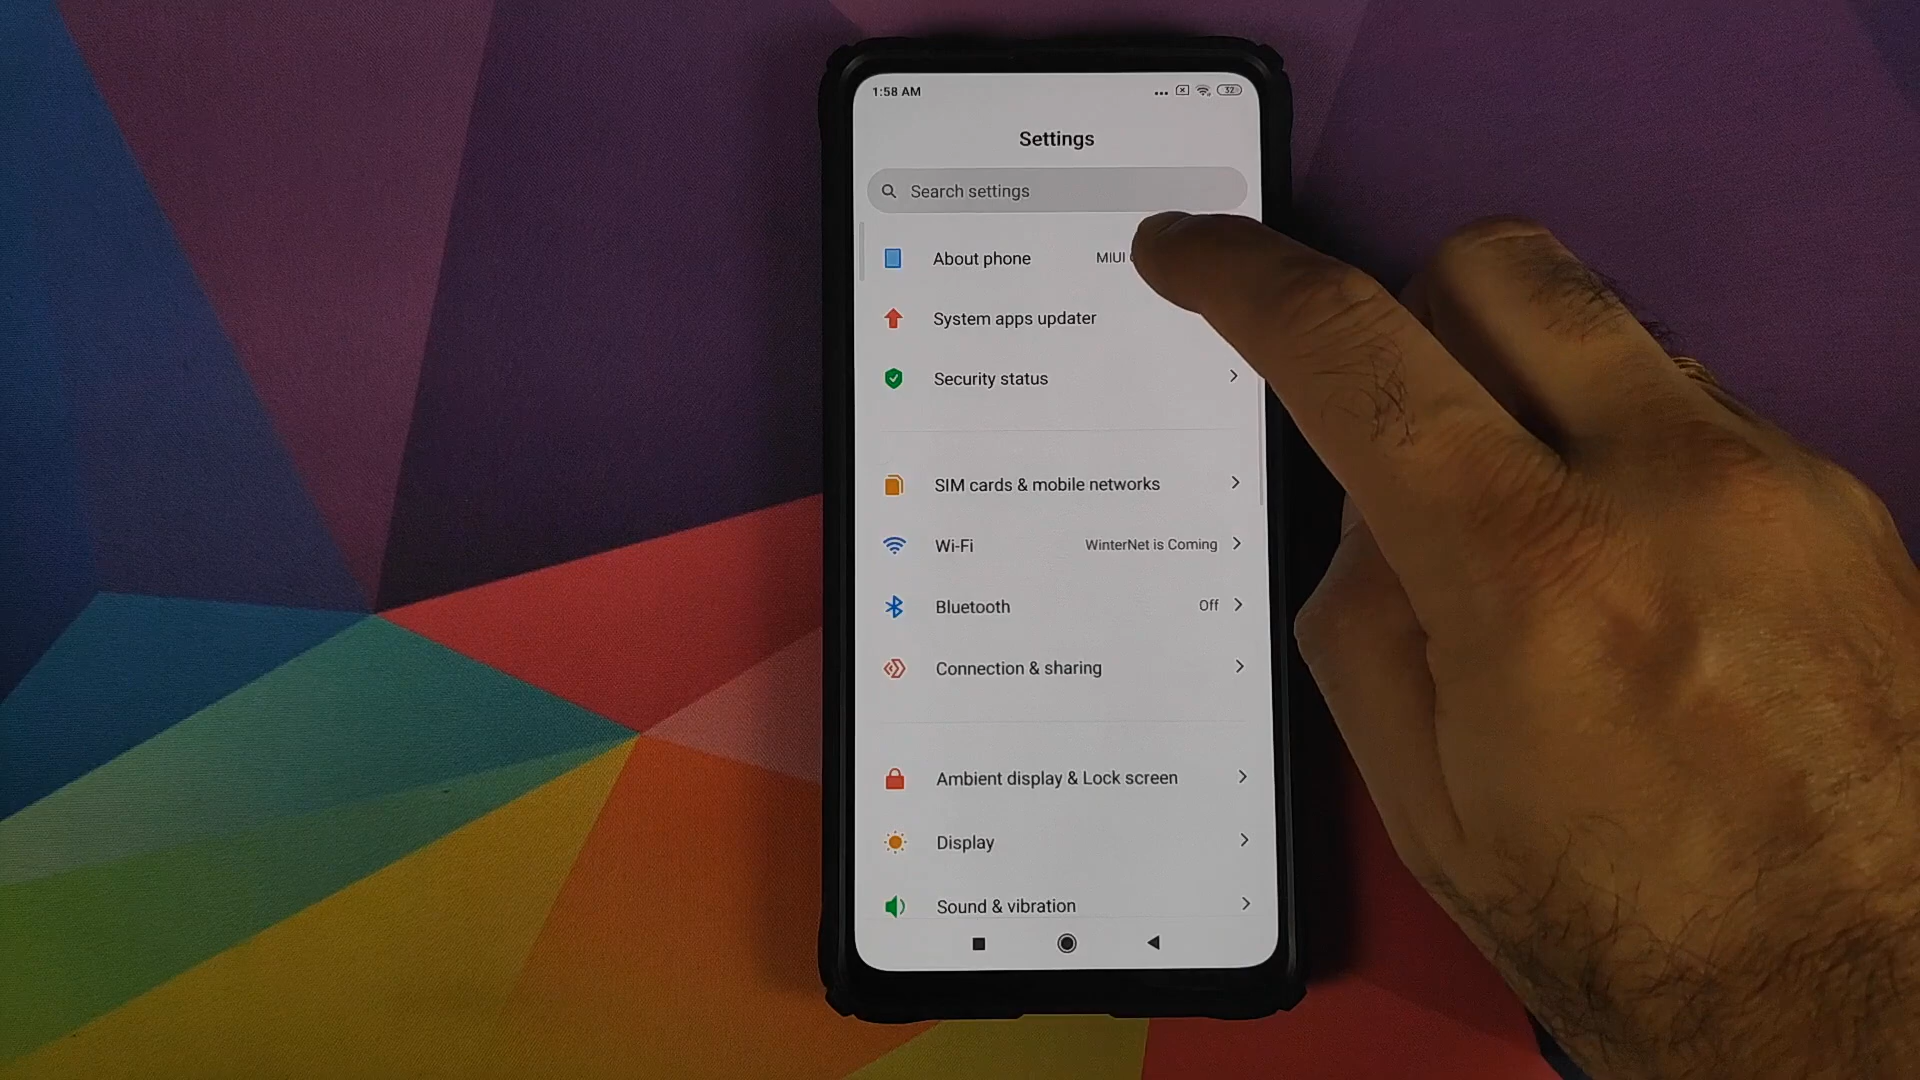 1:58 AM
32
Settings
Search settings
About phone MIUI
System apps updater
Security status
SIM cards & mobile networks
Wi-Fi WinterNet is Coming
Bluetooth Off
Connection & sharing
Ambient display & Lock screen
Display
Sound & vibration